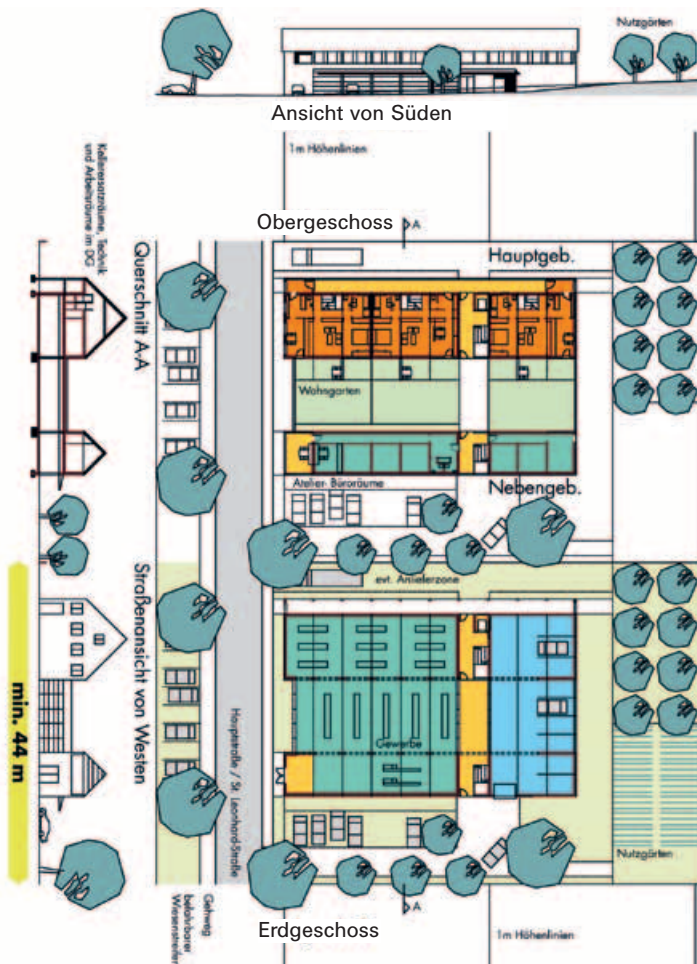 Nutzgärten
Ansicht von Süden
1m Höhenlinien
Kellerersatzräume, Technik
und Arbeitsräume im DG
Obergeschoss
A
Hauptgeb.
Querschnitt A-A
Wohngarten
Atelier- Büroräume
Nebengeb.
evt. Anlieferzone
Straßenansicht von Westen
min. 44 m
Hauptstraße / St. Leonhard-Straße
Gewerbe
Nutzgärten
Gehweg
befahrbarer
Wiesenstreifen
A
Erdgeschoss
1m Höhenlinien